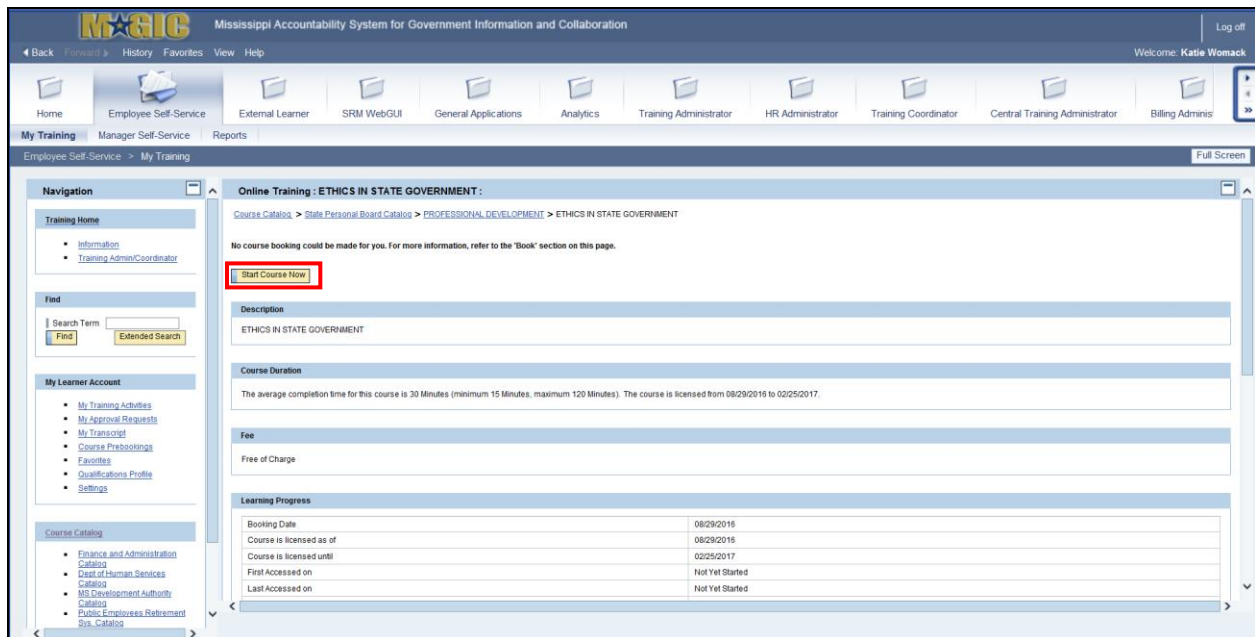 MAGIC
Mississippi Accountability System for Government Information and Collaboration
Log off
Back Forward History Favorites View Help
Welcome: Katie Womack
Home Employee Self-Service External Learner SRM WebGUI General Applications Analytics Training Administrator HR Administrator Training Coordinator Central Training Administrator Billing Adminis
My Training Manager Self-Service Reports
Employee Self-Service > My Training
Full Screen
Navigation
Training Home
Information
Training Admin/Coordinator
Find
Search Term
Find Extended Search
My Learner Account
My Training Activities
My Approval Requests
My Transcript
Course Prebookings
Favorites
Qualifications Profile
Settings
Course Catalog
Finance and Administration
Catalog
Dept of Human Services
Catalog
MS Development Authority
Catalog
Public Employees Retirement
Sys. Catalog
Online Training : ETHICS IN STATE GOVERNMENT :
Course Catalog > State Personal Board Catalog > PROFESSIONAL DEVELOPMENT > ETHICS IN STATE GOVERNMENT
No course booking could be made for you. For more information, refer to the 'Book' section on this page.
Start Course Now
Description
ETHICS IN STATE GOVERNMENT
Course Duration
The average completion time for this course is 30 Minutes (minimum 15 Minutes, maximum 120 Minutes). The course is licensed from 08/29/2016 to 02/25/2017.
Fee
Free of Charge
Learning Progress
Booking Date 08/29/2016
Course is licensed as of 08/29/2016
Course is licensed until 02/25/2017
First Accessed on Not Yet Started
Last Accessed on Not Yet Started